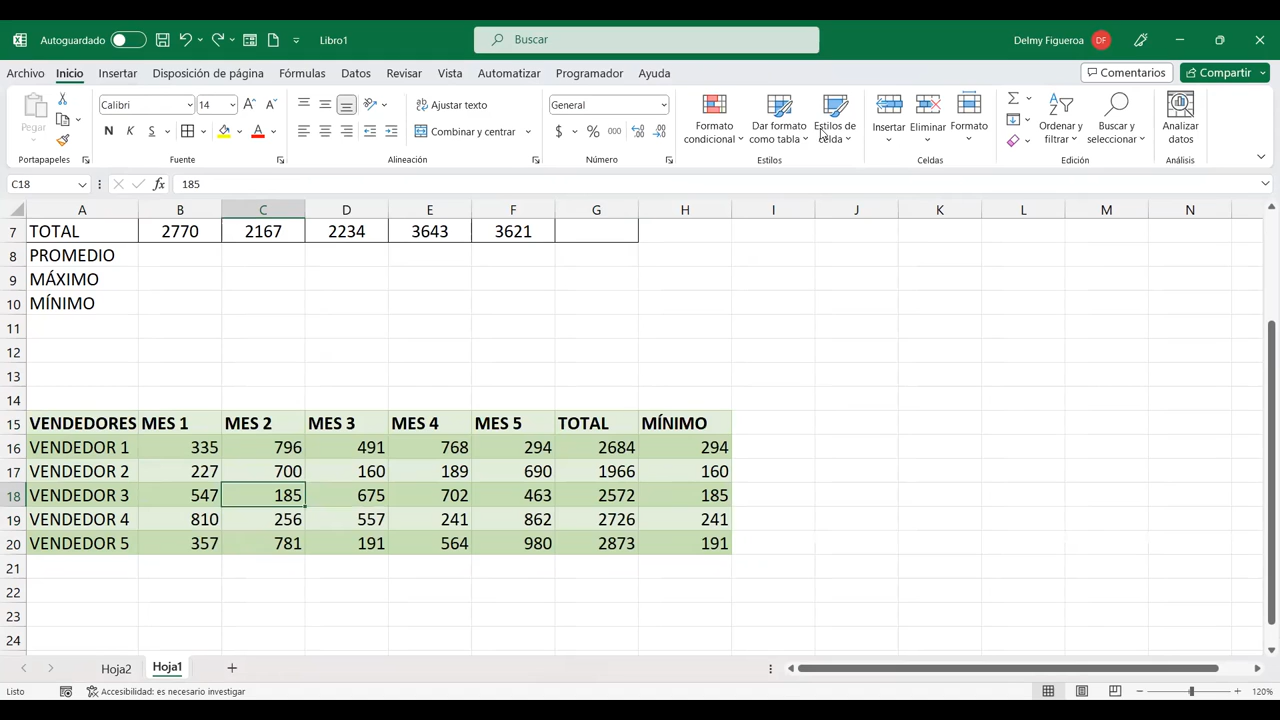 Autoguardado
Libro1
Buscar
Delmy Figueroa DF
Archivo Inicio Insertar Disposición de página Fórmulas Datos Revisar Vista Automatizar Programador Ayuda Comentarios Compartir
Pegar
Portapapeles
Calibri 14
N K S
Fuente
Ajustar texto
Combinar y centrar
Alineación
General
$ % 000
Número
Formato condicional
Dar formato como tabla
Estilos de celda
Estilos
Insertar Eliminar Formato
Celdas
Ordenar y filtrar
Buscar y seleccionar
Edición
Analizar datos
Análisis
C18 fx 185
A B C D E F G H I J K L M N
7 TOTAL 2770 2167 2234 3643 3621
8 PROMEDIO
9 MÁXIMO
10 MÍNIMO
11
12
13
14
15 VENDEDORES MES 1 MES 2 MES 3 MES 4 MES 5 TOTAL MÍNIMO
16 VENDEDOR 1 335 796 491 768 294 2684 294
17 VENDEDOR 2 227 700 160 189 690 1966 160
18 VENDEDOR 3 547 185 675 702 463 2572 185
19 VENDEDOR 4 810 256 557 241 862 2726 241
20 VENDEDOR 5 357 781 191 564 980 2873 191
21
22
23
24
Hoja2 Hoja1
Listo Accesibilidad: es necesario investigar 120%